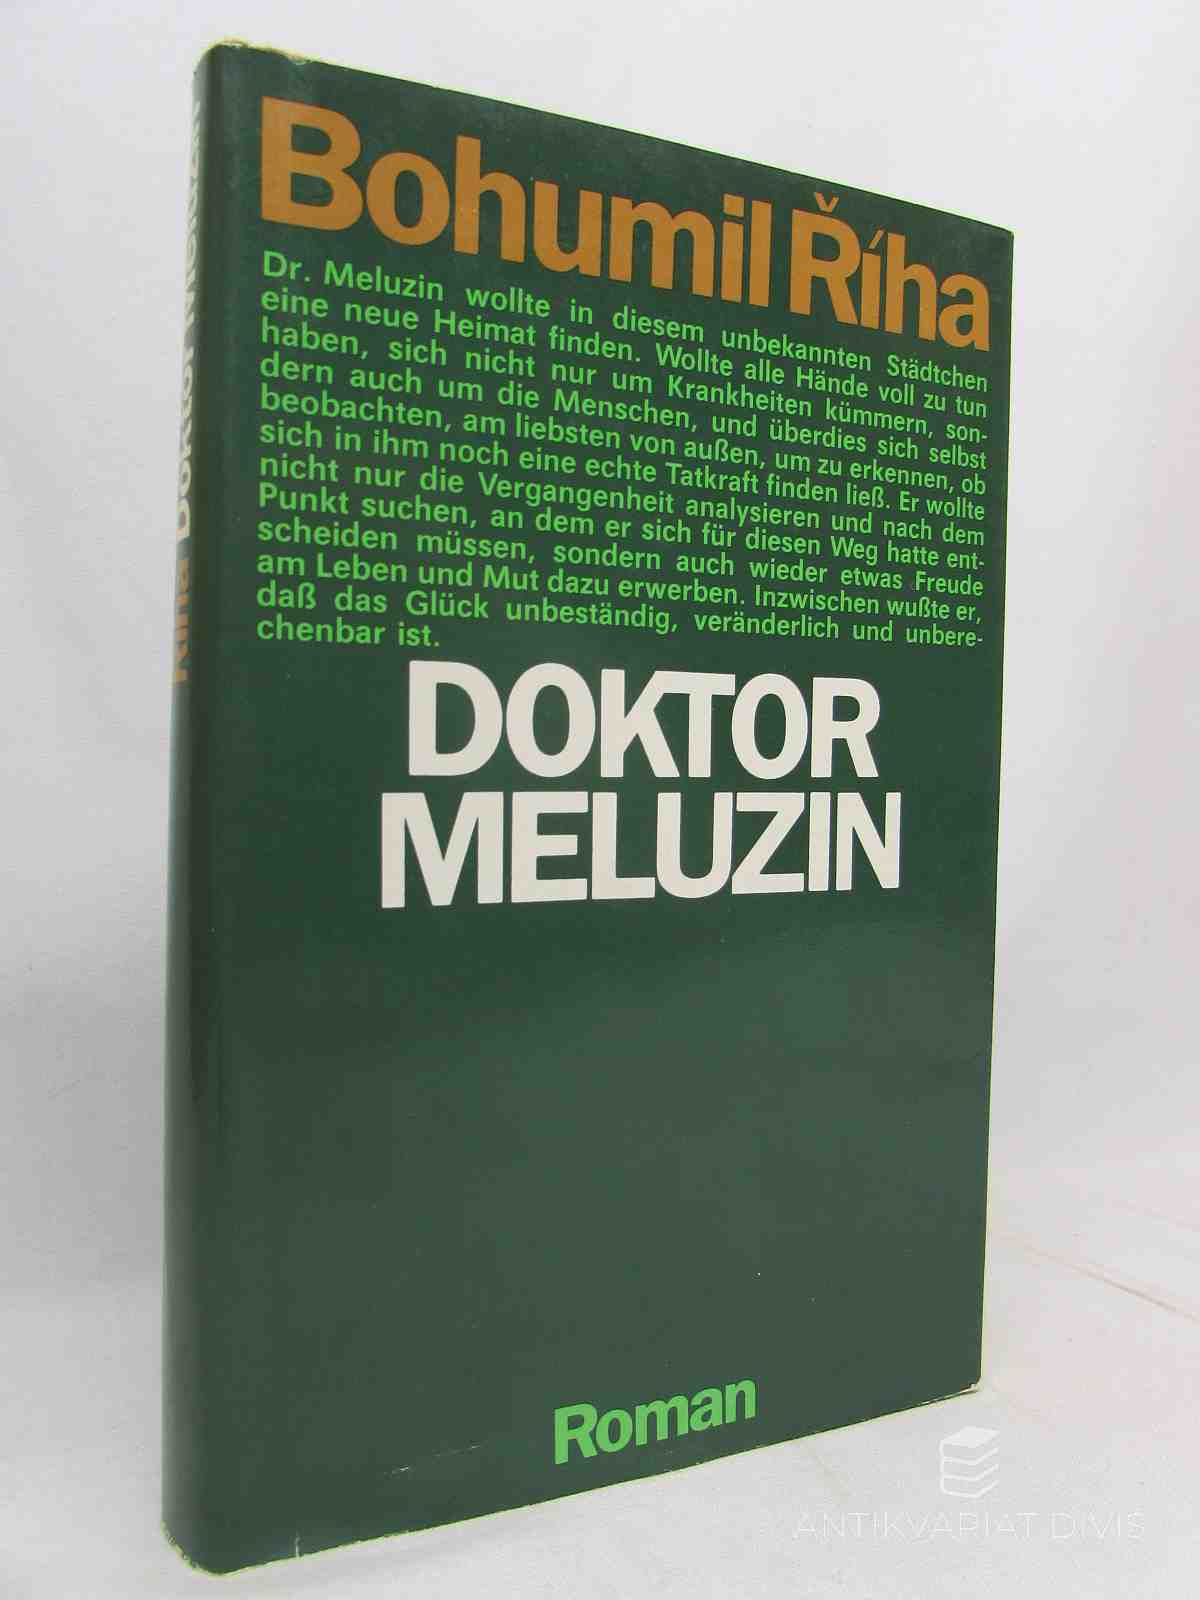 Bohumil Říha
Dr. Meluzin wollte in diesem unbekannten Städtchen
eine neue Heimat finden. Wollte alle Hände voll zu tun
haben, sich nicht nur um Krankheiten kümmern, son-
dern auch um die Menschen, und überdies sich selbst
beobachten, am liebsten von außen, um zu erkennen, ob
sich in ihm noch eine echte Tatkraft finden ließ. Er wollte
nicht nur die Vergangenheit analysieren und nach dem
Punkt suchen, an dem er sich für diesen Weg hatte ent-
scheiden müssen, sondern auch wieder etwas Freude
am Leben und Mut dazu erwerben. Inzwischen wußte er,
daß das Glück unbeständig, veränderlich und unbere-
chenbar ist.
DOKTOR
MELUZIN
Roman
Říha DOKTOR MELUZIN
ANTIKVARIAT DIVIŠ